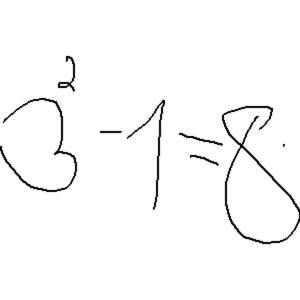 3² - 1 = 8